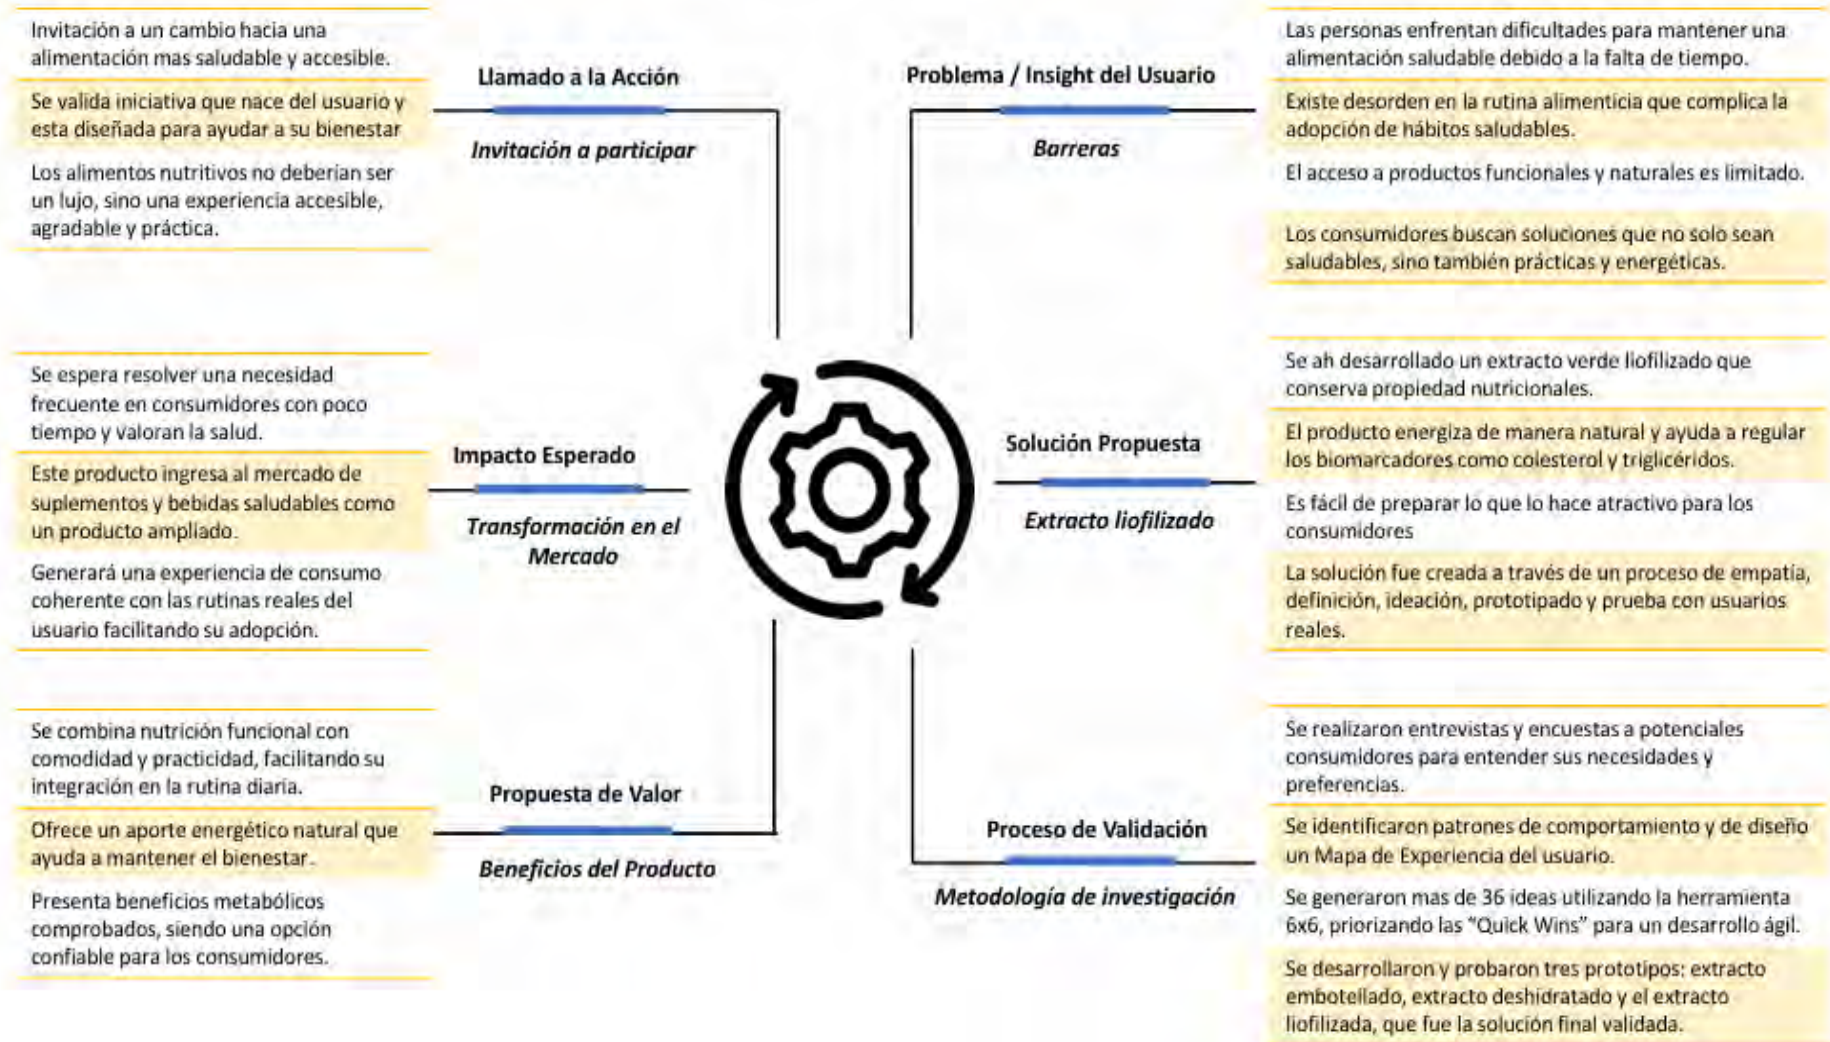 Invitación a un cambio hacia una
alimentación mas saludable y accesible.
Se valida iniciativa que nace del usuario y
esta diseñada para ayudar a su bienestar
Los alimentos nutritivos no deberían ser
un lujo, sino una experiencia accesible,
agradable y práctica.
Llamado a la Acción
Invitación a participar
Problema / Insight del Usuario
Barreras
Las personas enfrentan dificultades para mantener una
alimentación saludable debido a la falta de tiempo.
Existe desorden en la rutina alimenticia que complica la
adopción de hábitos saludables.
El acceso a productos funcionales y naturales es limitado.
Los consumidores buscan soluciones que no solo sean
saludables, sino también prácticas y energéticas.
Se espera resolver una necesidad
frecuente en consumidores con poco
tiempo y valoran la salud.
Este producto ingresa al mercado de
suplementos y bebidas saludables como
un producto ampliado.
Generará una experiencia de consumo
coherente con las rutinas reales del
usuario facilitando su adopción.
Impacto Esperado
Transformación en el
Mercado
Solución Propuesta
Extracto liofilizado
Se ah desarrollado un extracto verde liofilizado que
conserva propiedad nutricionales.
El producto energiza de manera natural y ayuda a regular
los biomarcadores como colesterol y triglicéridos.
Es fácil de preparar lo que lo hace atractivo para los
consumidores
La solución fue creada a través de un proceso de empatía,
definición, ideación, prototipado y prueba con usuarios
reales.
Se combina nutrición funcional con
comodidad y practicidad, facilitando su
integración en la rutina diaria.
Ofrece un aporte energético natural que
ayuda a mantener el bienestar.
Presenta beneficios metabólicos
comprobados, siendo una opción
confiable para los consumidores.
Propuesta de Valor
Beneficios del Producto
Proceso de Validación
Metodología de investigación
Se realizaron entrevistas y encuestas a potenciales
consumidores para entender sus necesidades y
preferencias.
Se identificaron patrones de comportamiento y de diseño
un Mapa de Experiencia del usuario.
Se generaron mas de 36 ideas utilizando la herramienta
6x6, priorizando las "Quick Wins" para un desarrollo ágil.
Se desarrollaron y probaron tres prototipos: extracto
embotellado, extracto deshidratado y el extracto
liofilizada, que fue la solución final validada.